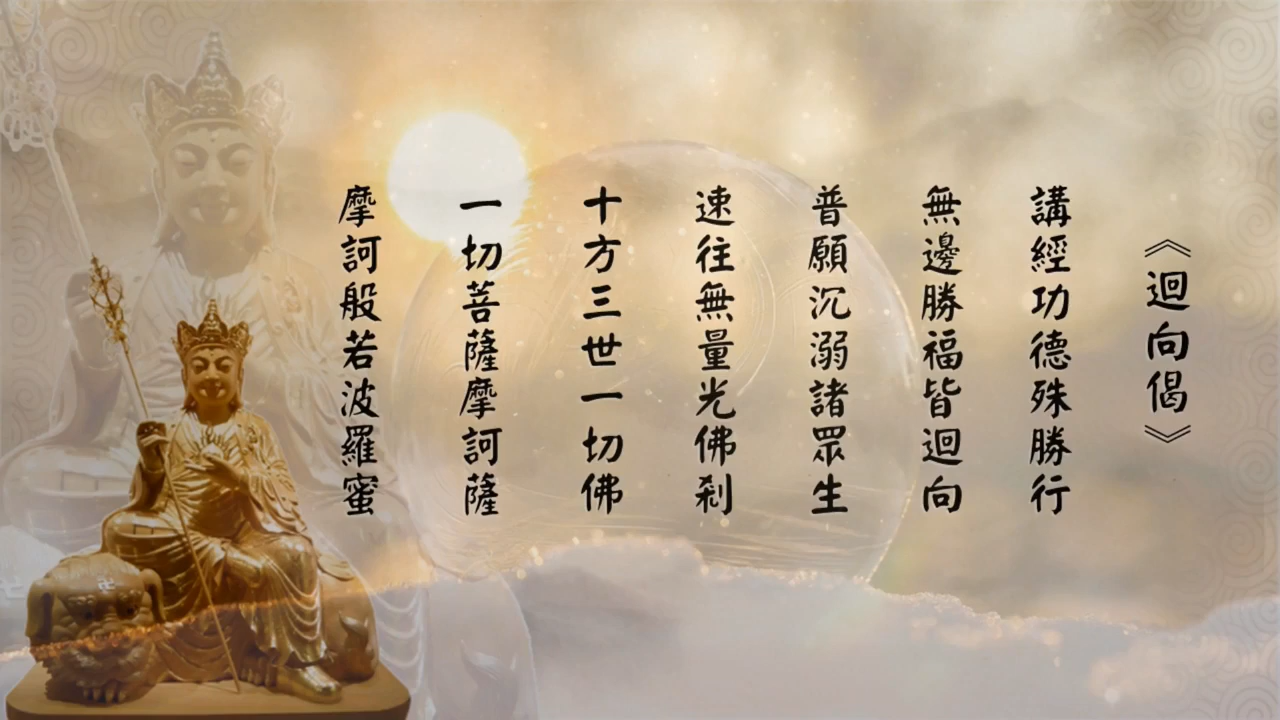 《迴向偈》
講經功德殊勝行
無邊勝福皆迴向
普願沉溺諸眾生
速往無量光佛剎
十方三世一切佛
一切菩薩摩訶薩
摩訶般若波羅蜜